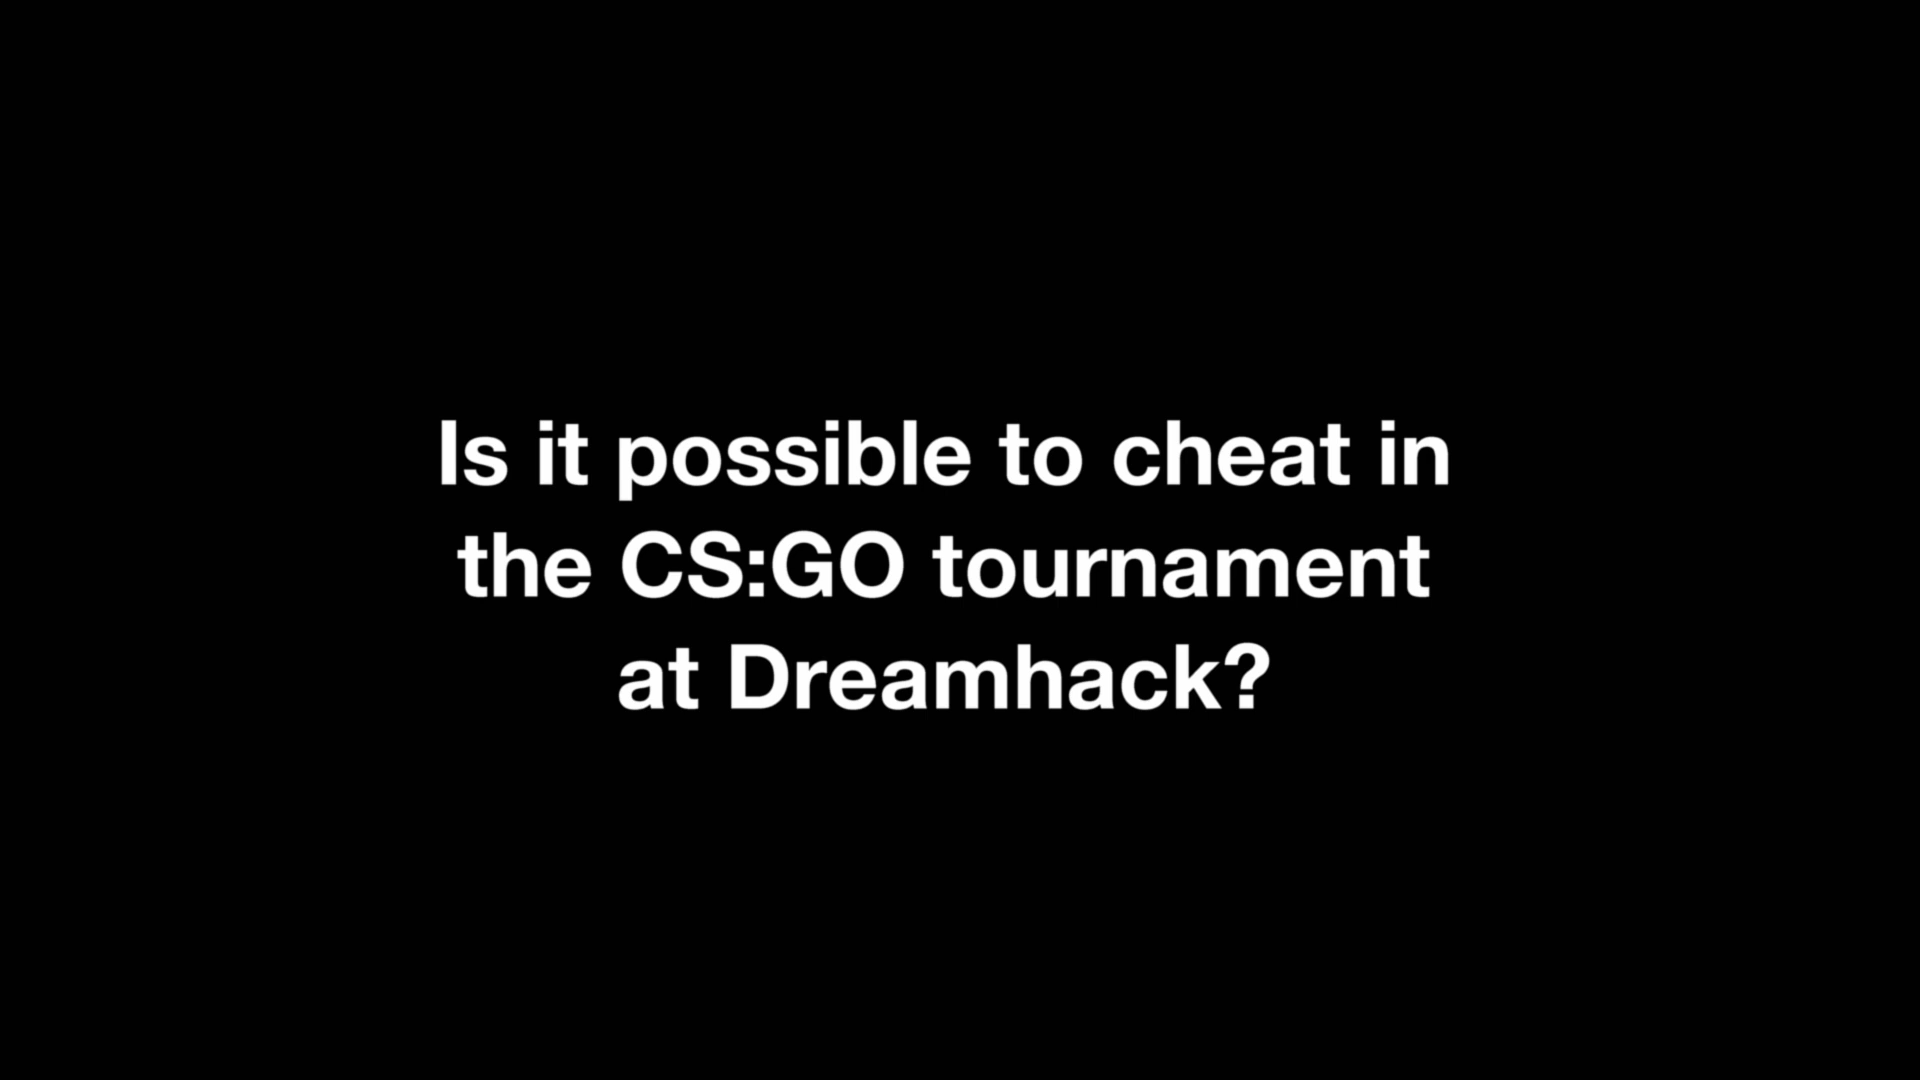 Is it possible to cheat in
the CS:GO tournament
at Dreamhack?